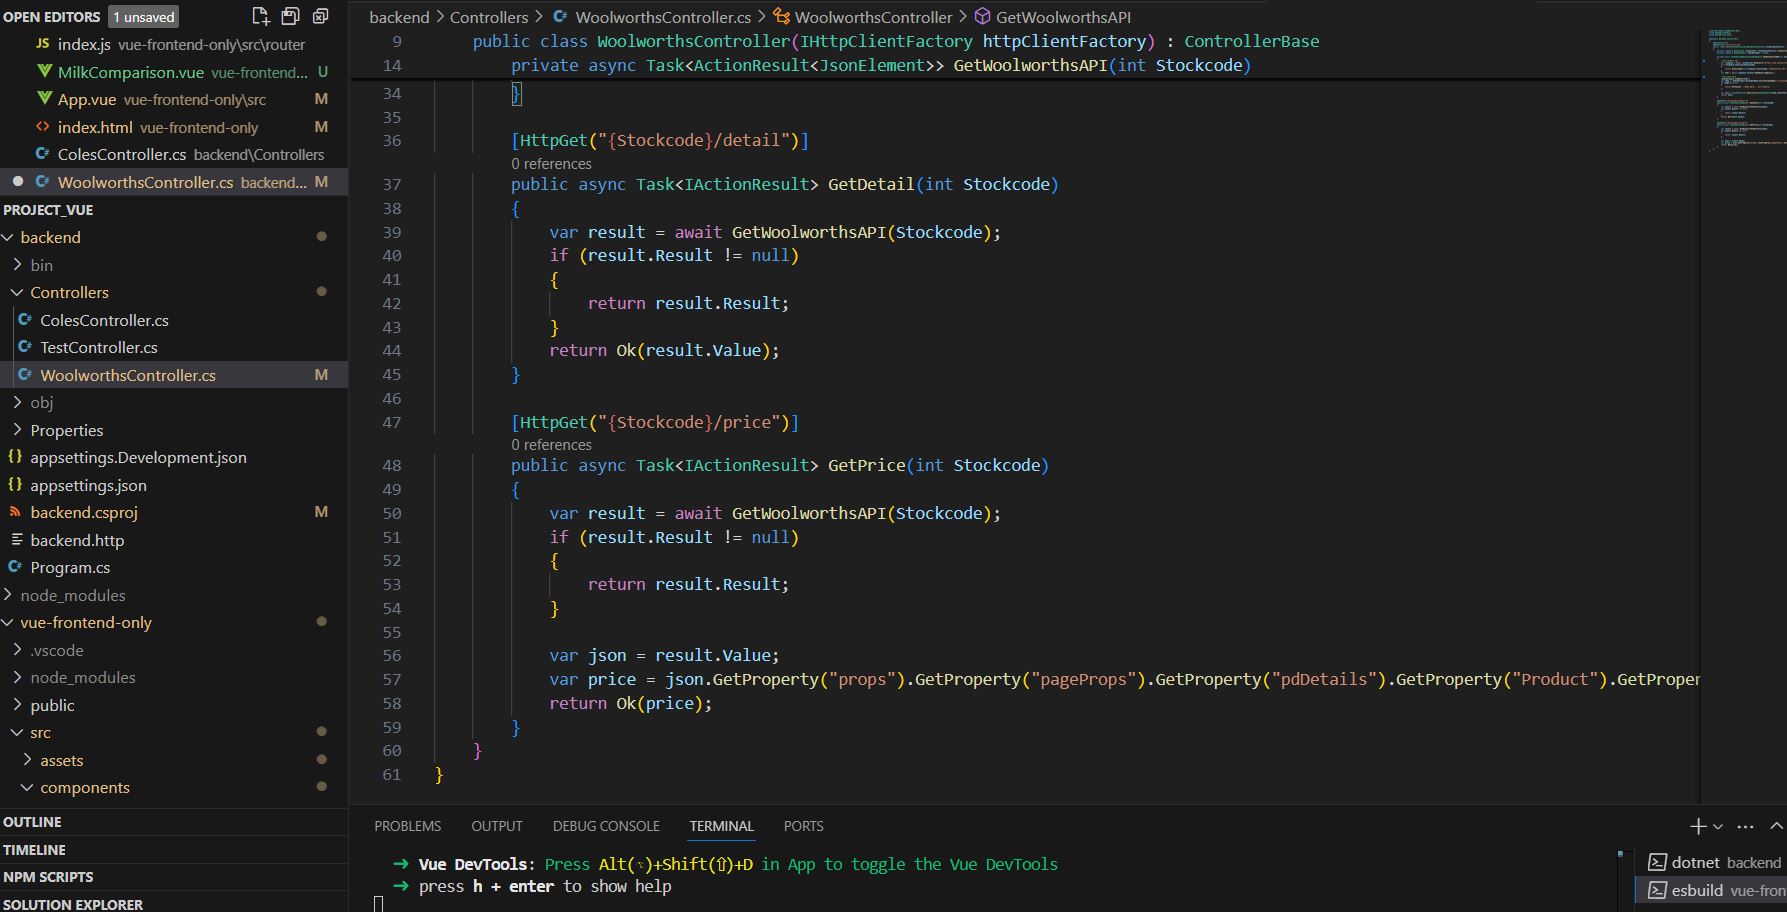 OPEN EDITORS 1 unsaved
JS index.js vue-frontend-only\src\router
MilkComparison.vue vue-frontend... U
App.vue vue-frontend-only\src M
<> index.html vue-frontend-only M
C# ColesController.cs backend\Controllers
C# WoolworthsController.cs backend... M
PROJECT_VUE
backend
bin
Controllers
C# ColesController.cs
C# TestController.cs
C# WoolworthsController.cs M
obj
Properties
{} appsettings.Development.json
{} appsettings.json
backend.csproj M
backend.http
C# Program.cs
node_modules
vue-frontend-only
.vscode
node_modules
public
src
assets
components
OUTLINE
TIMELINE
NPM SCRIPTS
SOLUTION EXPLORER
backend > Controllers > C# WoolworthsController.cs > WoolworthsController > GetWoolworthsAPI
9 public class WoolworthsController(IHttpClientFactory httpClientFactory) : ControllerBase
14 private async Task<ActionResult<JsonElement>> GetWoolworthsAPI(int Stockcode)
34 }
35
36 [HttpGet("{Stockcode}/detail")]
0 references
37 public async Task<IActionResult> GetDetail(int Stockcode)
38 {
39 var result = await GetWoolworthsAPI(Stockcode);
40 if (result.Result != null)
41 {
42 return result.Result;
43 }
44 return Ok(result.Value);
45 }
46
47 [HttpGet("{Stockcode}/price")]
0 references
48 public async Task<IActionResult> GetPrice(int Stockcode)
49 {
50 var result = await GetWoolworthsAPI(Stockcode);
51 if (result.Result != null)
52 {
53 return result.Result;
54 }
55
56 var json = result.Value;
57 var price = json.GetProperty("props").GetProperty("pageProps").GetProperty("pdDetails").GetProperty("Product").GetProper
58 return Ok(price);
59 }
60 }
61 }
PROBLEMS OUTPUT DEBUG CONSOLE TERMINAL PORTS
➜ Vue DevTools: Press Alt(⌥)+Shift(⇧)+D in App to toggle the Vue DevTools
➜ press h + enter to show help
dotnet backend
esbuild vue-fron